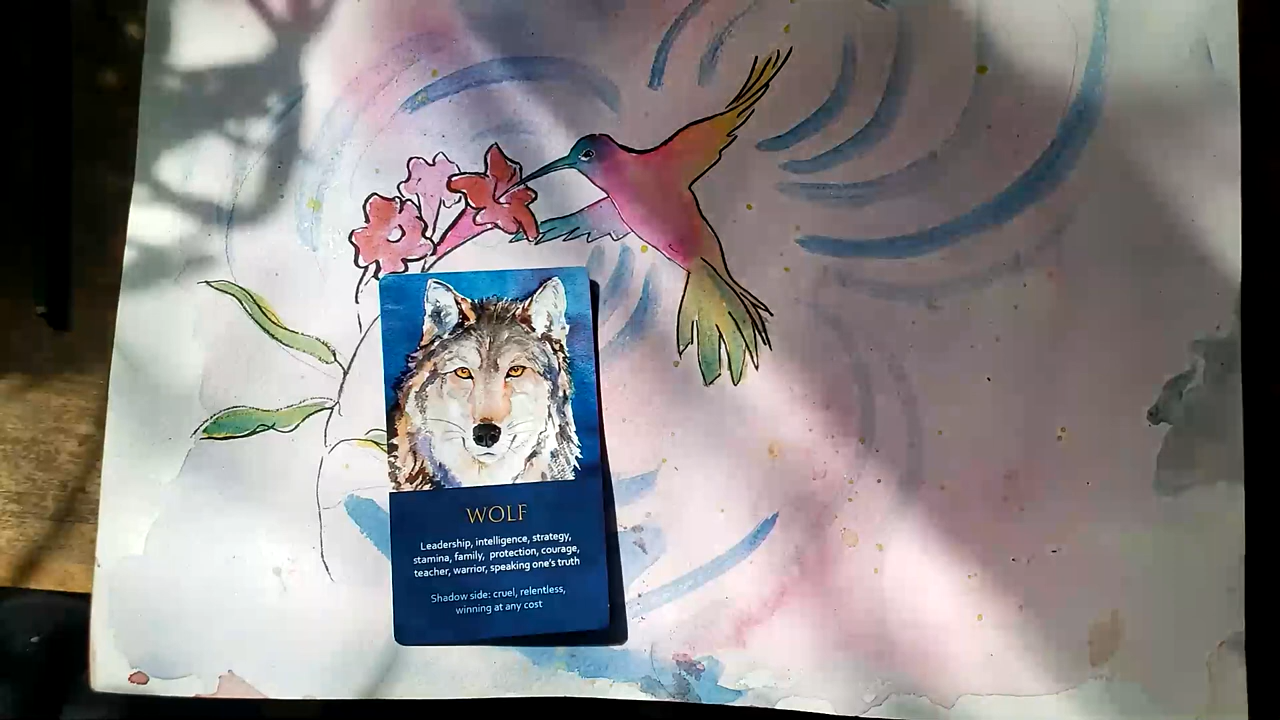 WOLF
Leadership, intelligence, strategy,
stamina, family, protection, courage,
teacher, warrior, speaking one's truth
Shadow side: cruel, relentless,
winning at any cost